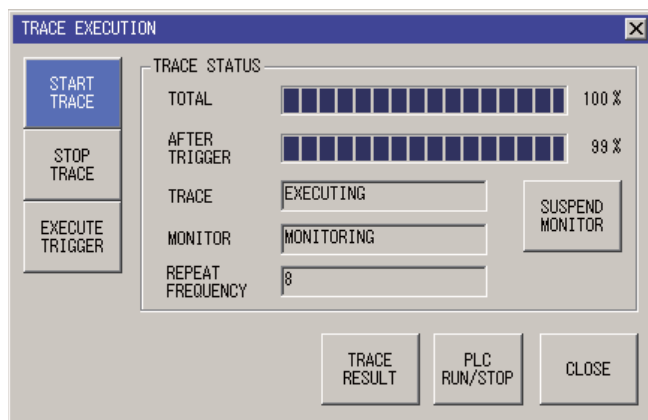 TRACE EXECUTION
START
TRACE
STOP
TRACE
EXECUTE
TRIGGER
TRACE STATUS
TOTAL 100 %
AFTER
TRIGGER 99 %
TRACE EXECUTING
MONITOR MONITORING
REPEAT
FREQUENCY 8
SUSPEND
MONITOR
TRACE
RESULT
PLC
RUN/STOP
CLOSE